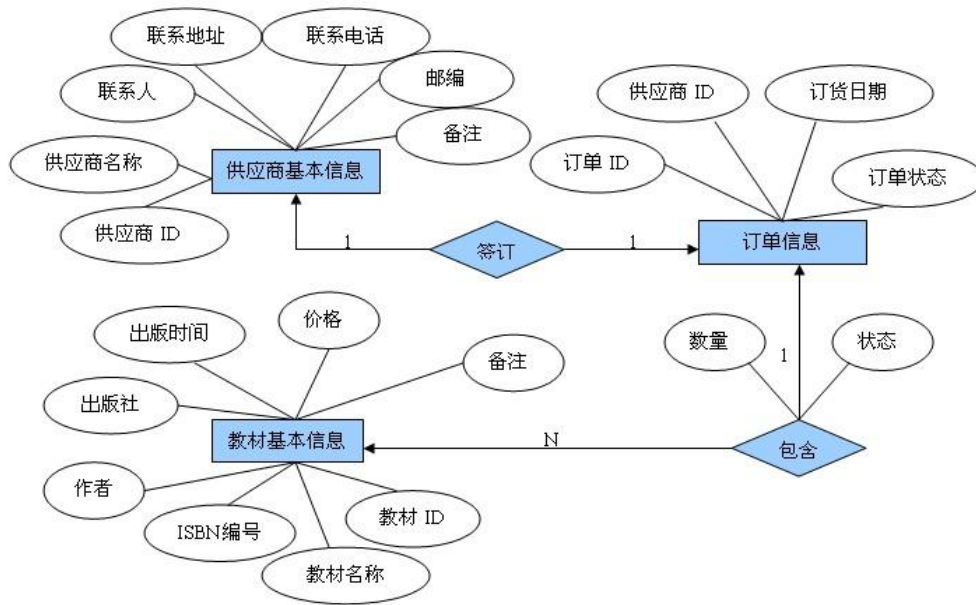 联系地址
联系电话
联系人
邮编
备注
供应商名称
供应商基本信息
供应商 ID
供应商 ID
订货日期
订单 ID
订单状态
1
签订
1
订单信息
出版时间
价格
备注
出版社
教材基本信息
作者
ISBN编号
教材名称
教材 ID
数量
状态
1
N
包含